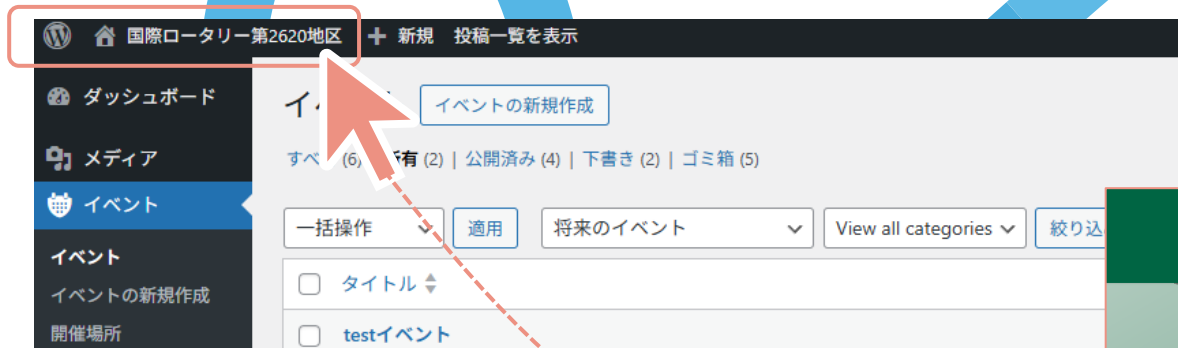 国際ロータリー第2620地区 新規 投稿一覧を表示
ダッシュボード
イベントの新規作成
メディア
(6) 有 (2) | 公開済み (4) | 下書き (2) | ゴミ箱 (5)
イベント
一括操作 適用 将来のイベント View all categories 絞り込
イベント
タイトル
イベントの新規作成
開催場所
testイベント